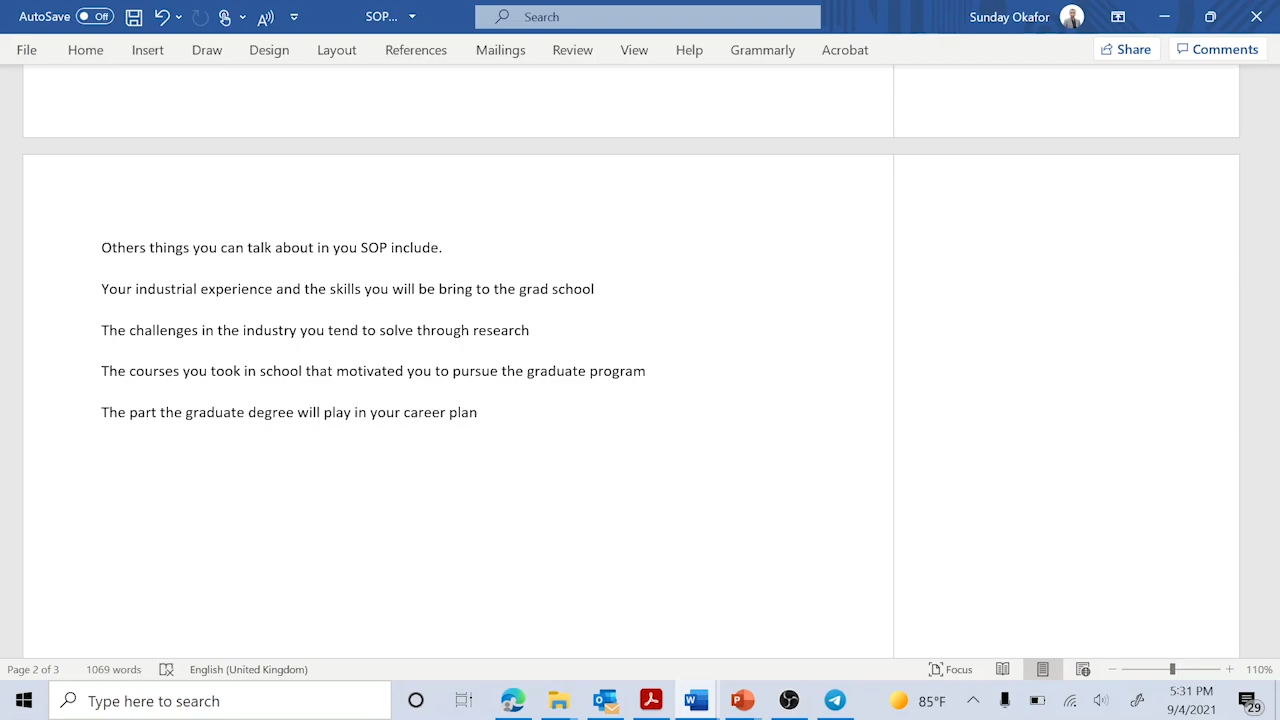 AutoSave Off SOP... Search Sunday Okafor
File Home Insert Draw Design Layout References Mailings Review View Help Grammarly Acrobat Share Comments
Others things you can talk about in you SOP include.
Your industrial experience and the skills you will be bring to the grad school
The challenges in the industry you tend to solve through research
The courses you took in school that motivated you to pursue the graduate program
The part the graduate degree will play in your career plan
Page 2 of 3 1069 words English (United Kingdom) Focus 110%
Type here to search 85°F 5:31 PM
9/4/2021 29